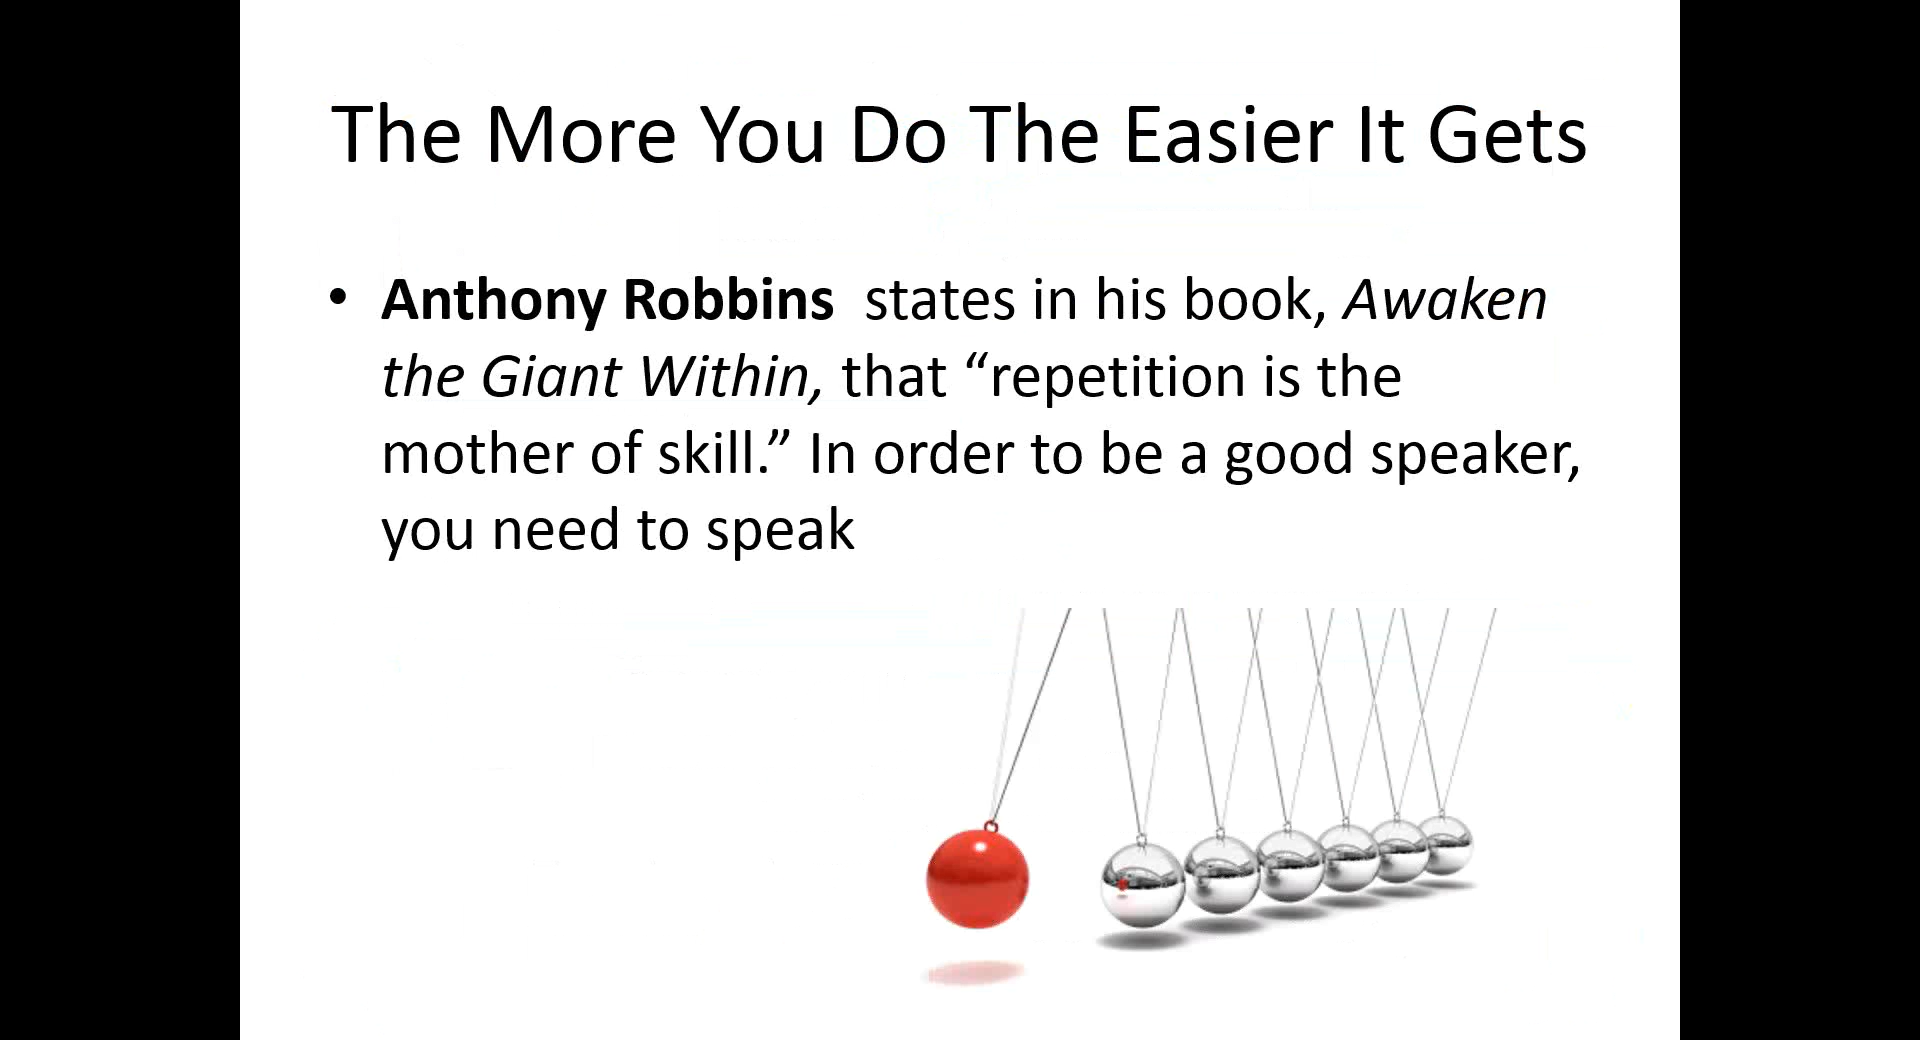 The More You Do The Easier It Gets
• Anthony Robbins  states in his book, Awaken
the Giant Within, that “repetition is the
mother of skill.” In order to be a good speaker,
you need to speak